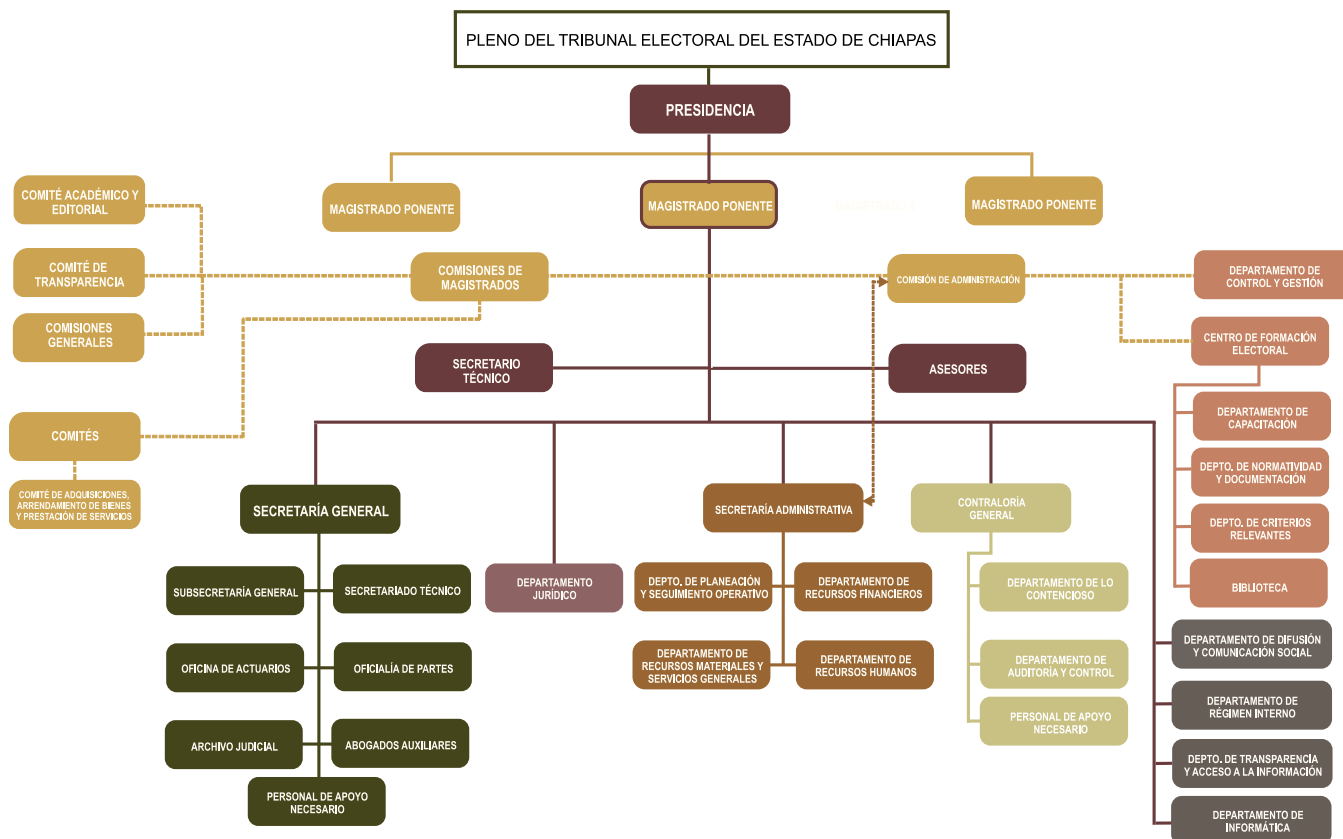 PLENO DEL TRIBUNAL ELECTORAL DEL ESTADO DE CHIAPAS
PRESIDENCIA
MAGISTRADO PONENTE
MAGISTRADO PONENTE
MAGISTRADO PONENTE
COMITÉ ACADÉMICO Y
EDITORIAL
COMITÉ DE
TRANSPARENCIA
COMISIONES
GENERALES
COMISIONES DE
MAGISTRADOS
COMISIÓN DE ADMINISTRACIÓN
DEPARTAMENTO DE
CONTROL Y GESTIÓN
CENTRO DE FORMACIÓN
ELECTORAL
SECRETARIO
TÉCNICO
ASESORES
DEPARTAMENTO DE
CAPACITACIÓN
DEPTO. DE NORMATIVIDAD
Y DOCUMENTACIÓN
DEPTO. DE CRITERIOS
RELEVANTES
BIBLIOTECA
COMITÉS
COMITÉ DE ADQUISICIONES,
ARRENDAMIENTO DE BIENES
Y PRESTACIÓN DE SERVICIOS
SECRETARÍA GENERAL
SECRETARÍA ADMINISTRATIVA
CONTRALORÍA
GENERAL
SUBSECRETARÍA GENERAL
SECRETARIADO TÉCNICO
OFICINA DE ACTUARIOS
OFICIALÍA DE PARTES
ARCHIVO JUDICIAL
ABOGADOS AUXILIARES
PERSONAL DE APOYO
NECESARIO
DEPARTAMENTO
JURÍDICO
DEPTO. DE PLANEACIÓN
Y SEGUIMIENTO OPERATIVO
DEPARTAMENTO DE
RECURSOS FINANCIEROS
DEPARTAMENTO DE
RECURSOS MATERIALES Y
SERVICIOS GENERALES
DEPARTAMENTO DE
RECURSOS HUMANOS
DEPARTAMENTO DE LO
CONTENCIOSO
DEPARTAMENTO DE
AUDITORÍA Y CONTROL
PERSONAL DE APOYO
NECESARIO
DEPARTAMENTO DE DIFUSIÓN
Y COMUNICACIÓN SOCIAL
DEPARTAMENTO DE
RÉGIMEN INTERNO
DEPTO. DE TRANSPARENCIA
Y ACCESO A LA INFORMACIÓN
DEPARTAMENTO DE
INFORMÁTICA